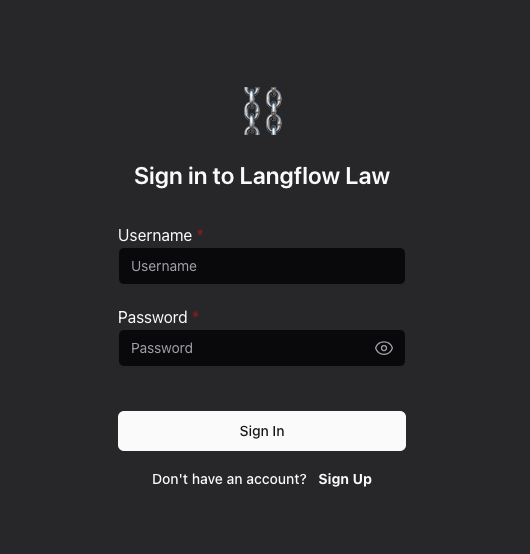 Sign in to Langflow Law
Username *
Username
Password *
Password
Sign In
Don't have an account? Sign Up